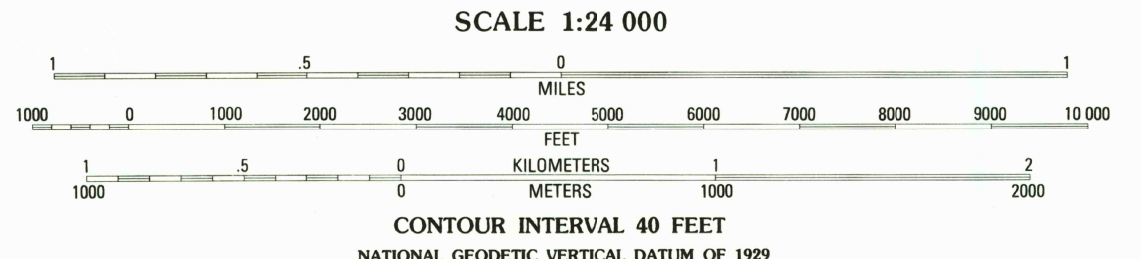 SCALE 1:24 000
1 .5 0 1
MILES
1000 0 1000 2000 3000 4000 5000 6000 7000 8000 9000 10 000
FEET
1 .5 0 KILOMETERS 1 2
1000 0 METERS 1000 2000
CONTOUR INTERVAL 40 FEET
NATIONAL GEODETIC VERTICAL DATUM OF 1929